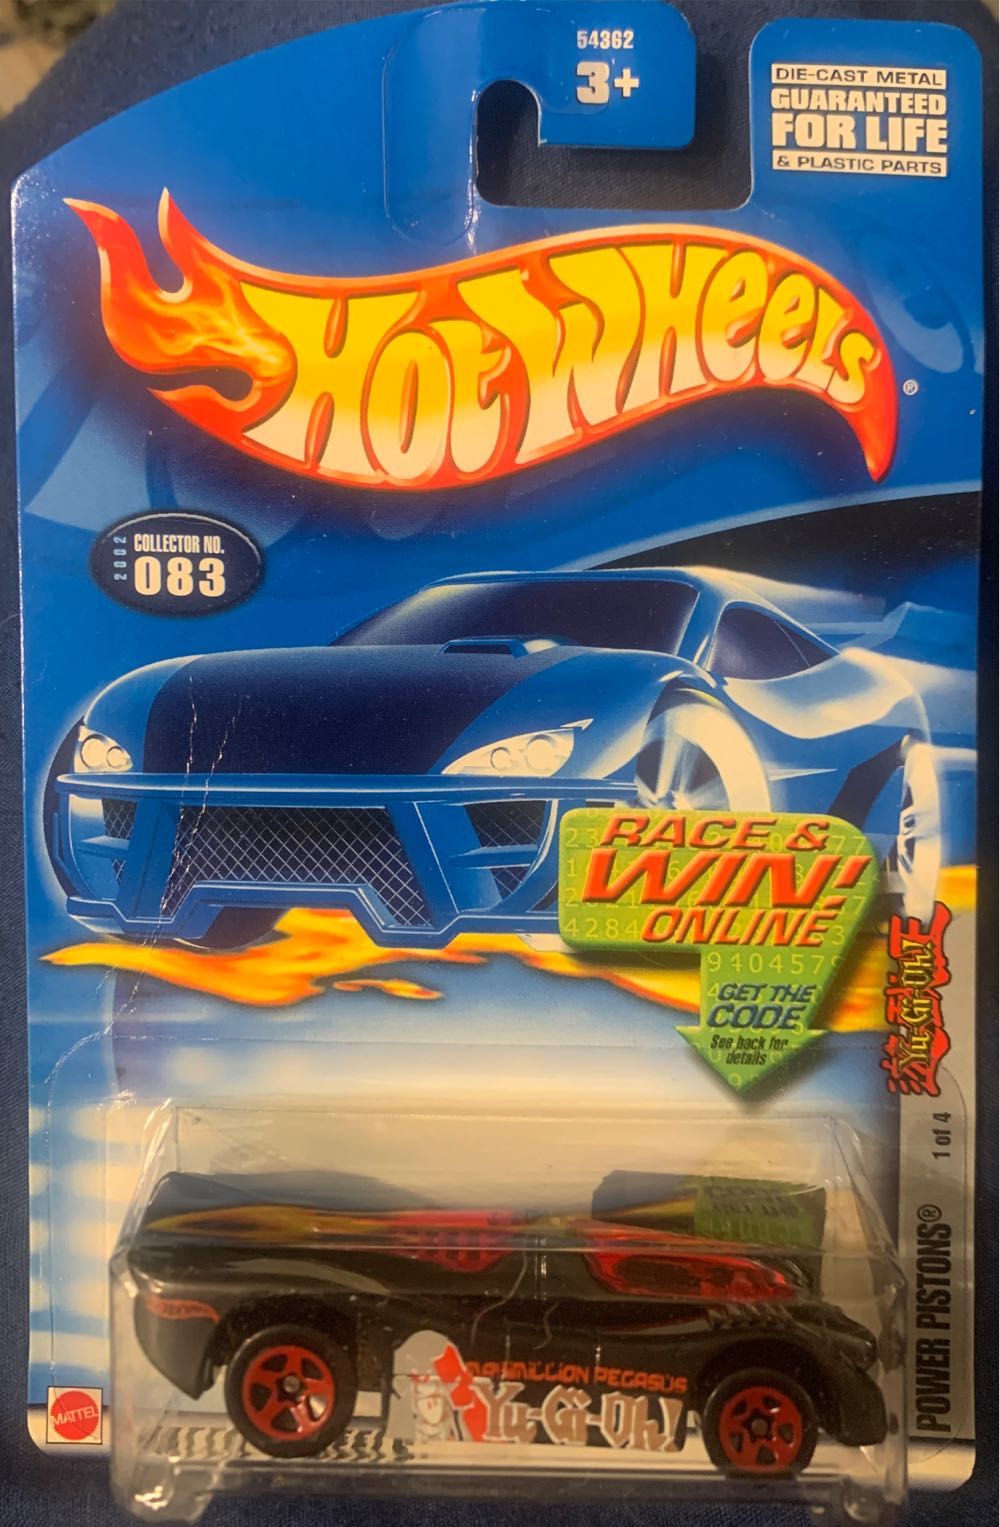 54362
3+
DIE-CAST METAL
GUARANTEED
FOR LIFE
& PLASTIC PARTS
HOT WHEELS®
2002
COLLECTOR NO.
083
RACE &
WIN!
ONLINE
GET THE
CODE
See back for
details
Yu-Gi-Oh!
1 of 4
POWER PISTONS®
MATTEL
MAXIMILLION PEGASUS
Yu-Gi-Oh!